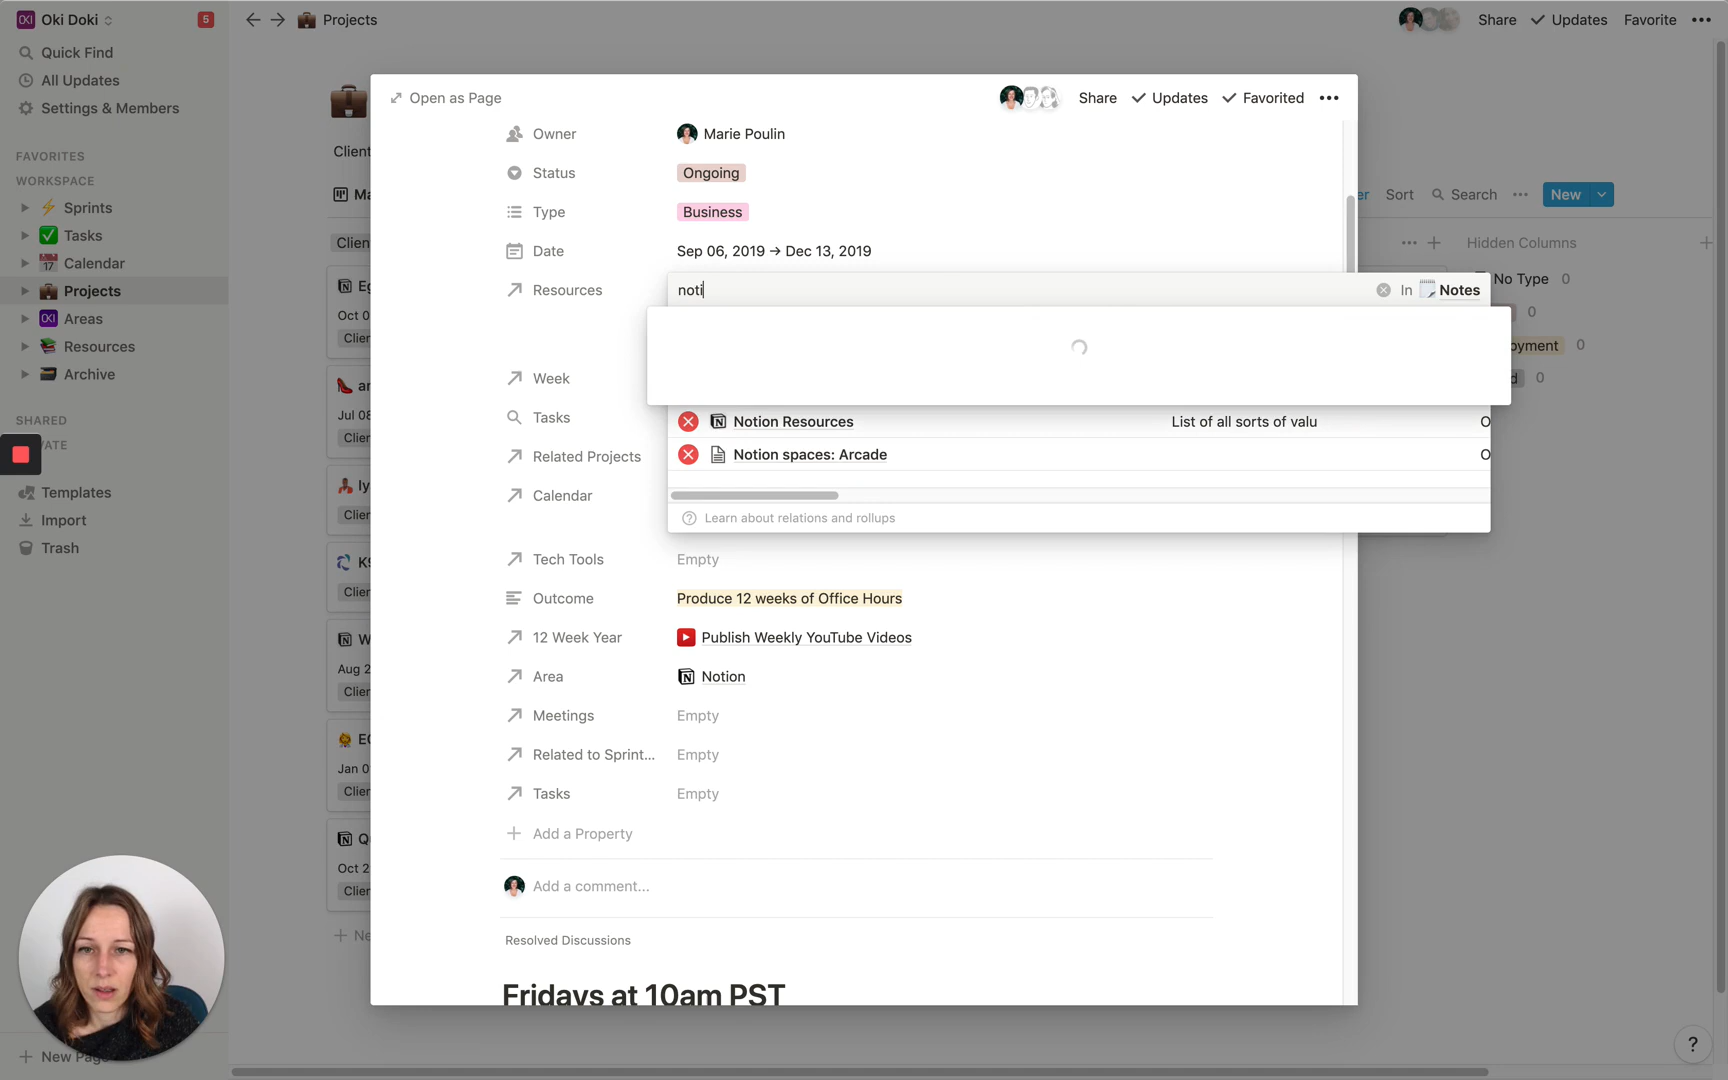 Oki Doki
5
Quick Find
All Updates
Settings & Members
FAVORITES
WORKSPACE
Sprints
Tasks
Calendar
Projects
Areas
Resources
Archive
SHARED
Templates
Import
Trash
Projects
Share
Updates
Favorite
Client
Sort
Search
New
Hidden Columns
No Type 0
0
0
0
Open as Page
Share
Updates
Favorited
Owner
Marie Poulin
Status
Ongoing
Type
Business
Date
Sep 06, 2019 → Dec 13, 2019
Resources
noti
In Notes
Week
Tasks
Notion Resources
List of all sorts of valu
Related Projects
Notion spaces: Arcade
Calendar
Learn about relations and rollups
Tech Tools
Empty
Outcome
Produce 12 weeks of Office Hours
12 Week Year
Publish Weekly YouTube Videos
Area
Notion
Meetings
Empty
Related to Sprint...
Empty
Tasks
Empty
Add a Property
Add a comment...
Resolved Discussions
Fridays at 10am PST
?